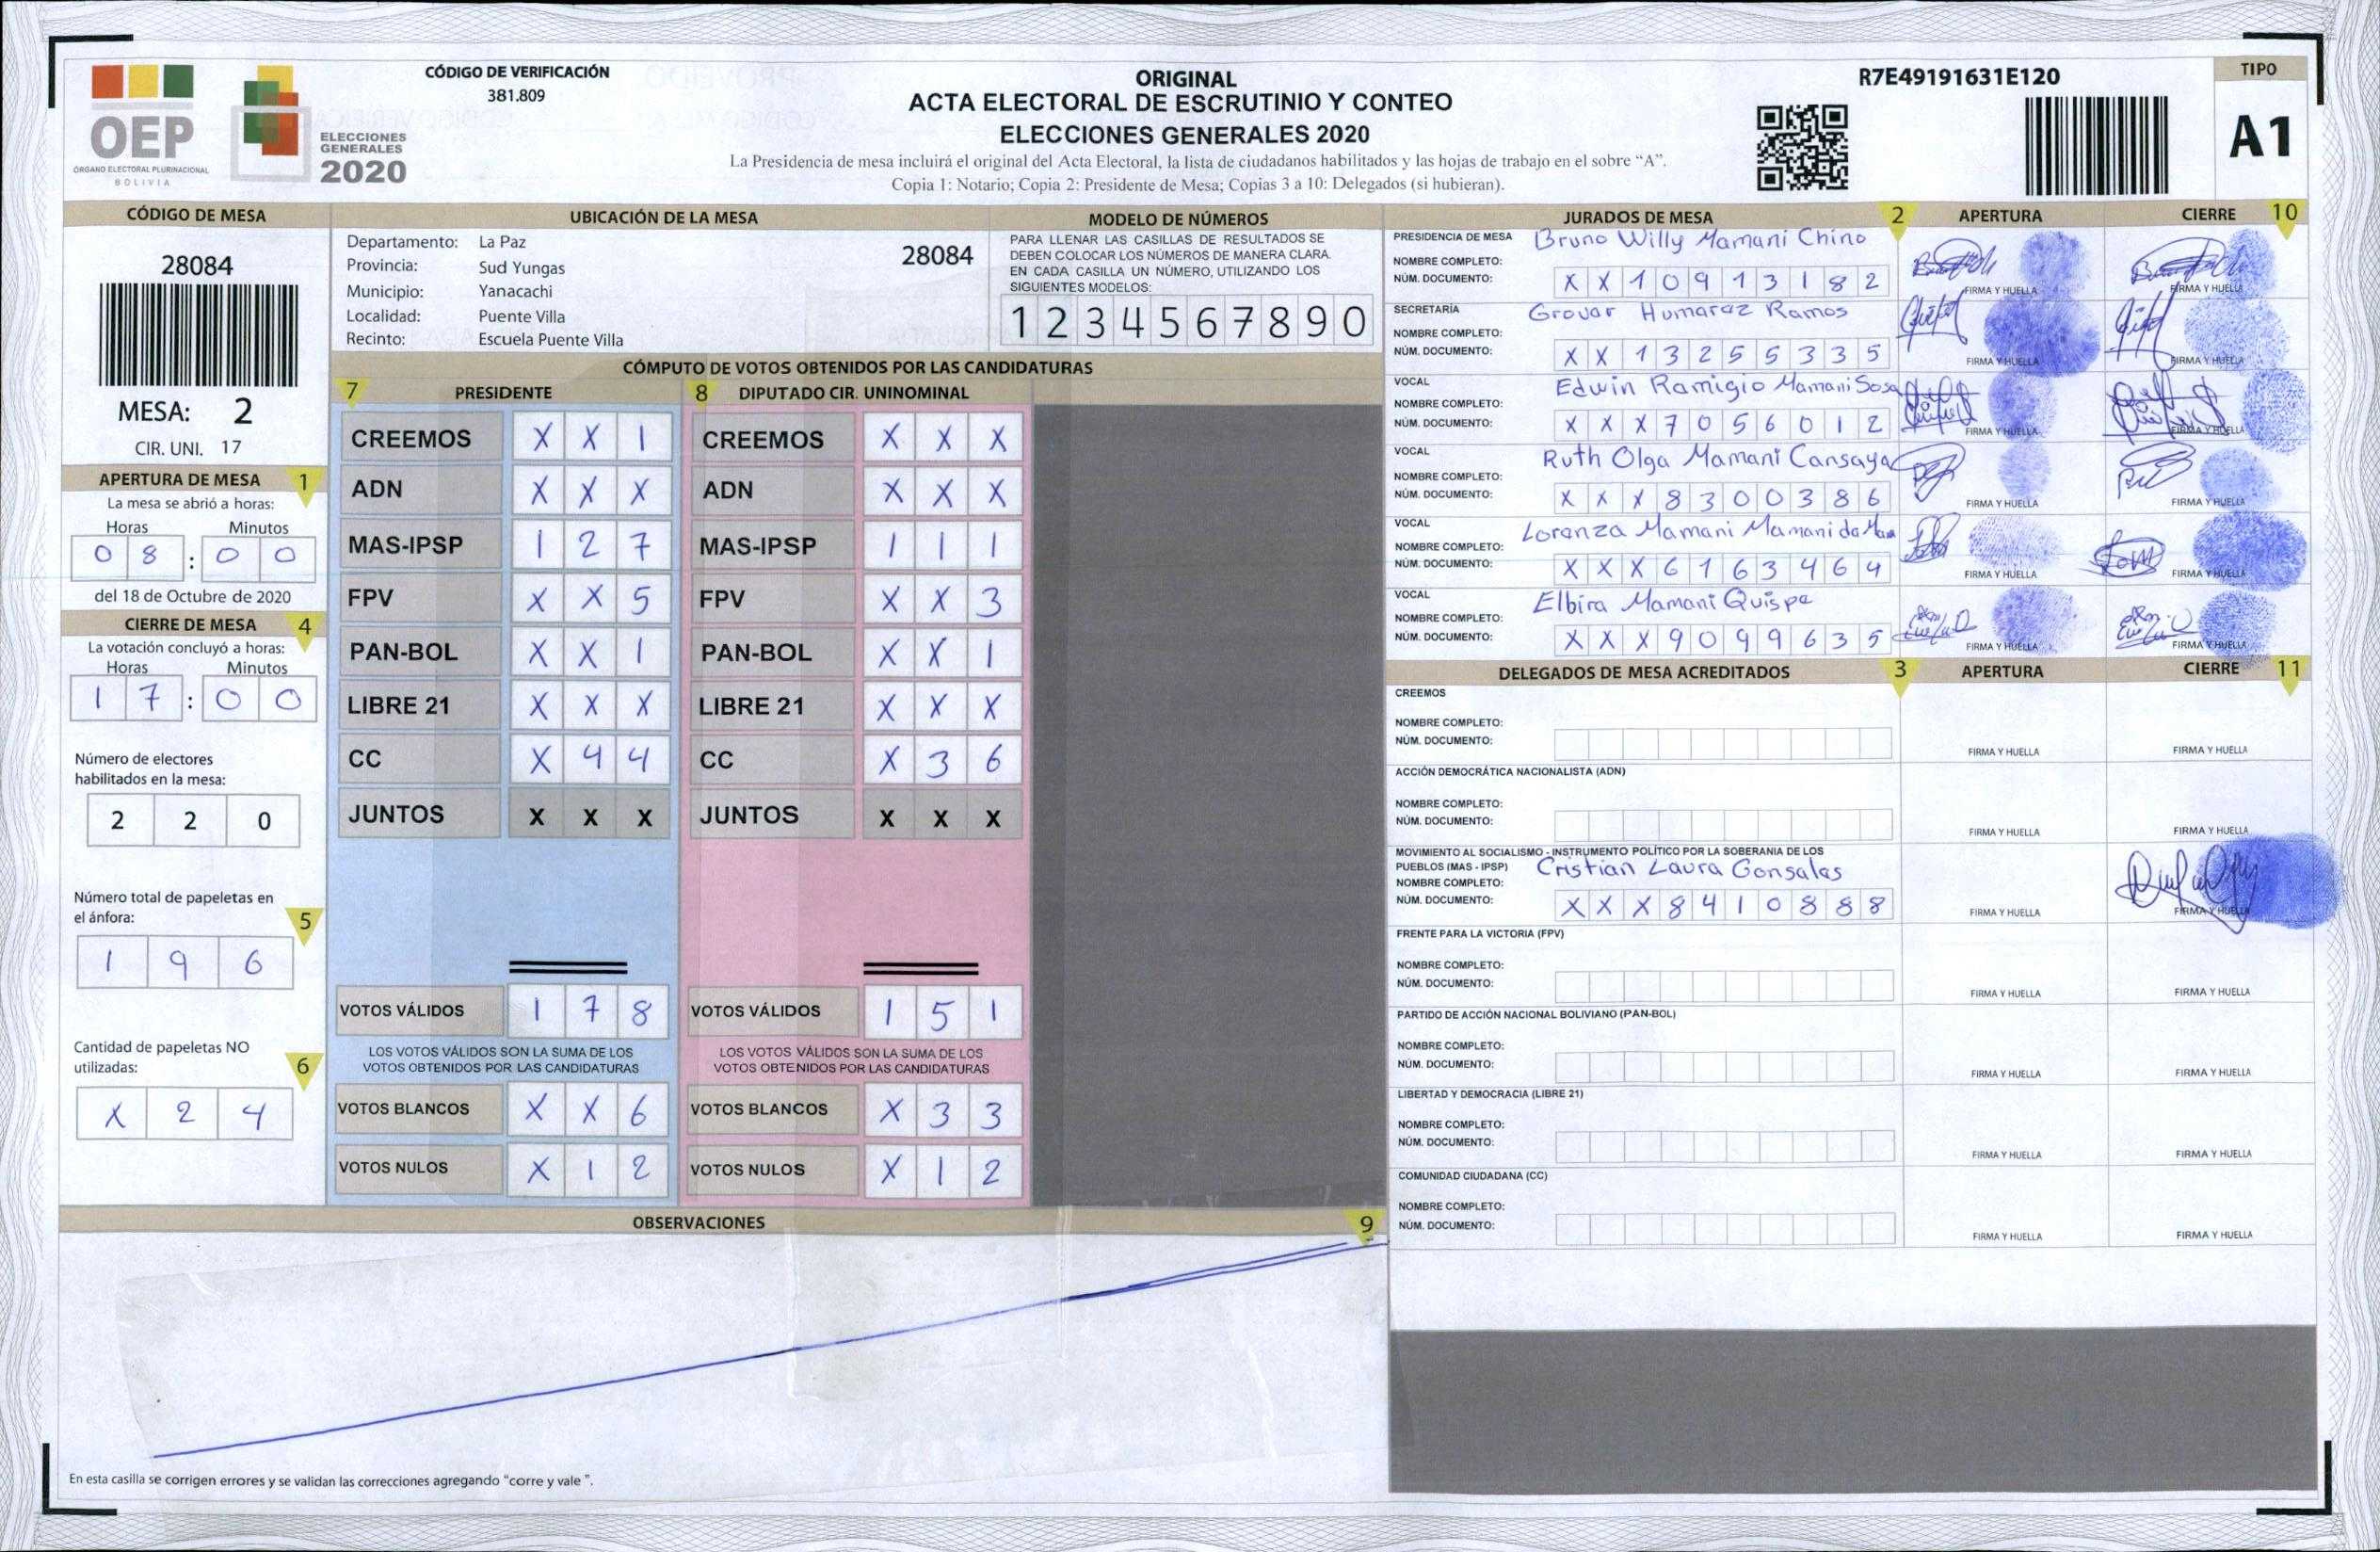 OEP
ÓRGANO ELECTORAL PLURINACIONAL
BOLIVIA
ELECCIONES
GENERALES
2020
CÓDIGO DE VERIFICACIÓN
381.809
ORIGINAL
ACTA ELECTORAL DE ESCRUTINIO Y CONTEO
ELECCIONES GENERALES 2020
La Presidencia de mesa incluirá el original del Acta Electoral, la lista de ciudadanos habilitados y las hojas de trabajo en el sobre “A”.
Copia 1: Notario; Copia 2: Presidente de Mesa; Copias 3 a 10: Delegados (si hubieran).
R7E49191631E120
TIPO
A1
CÓDIGO DE MESA
28084
MESA: 2
CIR. UNI. 17
APERTURA DE MESA 1
La mesa se abrió a horas:
Horas Minutos
0 8 : 0 0
del 18 de Octubre de 2020
CIERRE DE MESA 4
La votación concluyó a horas:
Horas Minutos
1 7 : 0 0
Número de electores
habilitados en la mesa:
2 2 0
Número total de papeletas en
el ánfora: 5
1 9 6
Cantidad de papeletas NO
utilizadas: 6
X 2 4
UBICACIÓN DE LA MESA
Departamento: La Paz 28084
Provincia: Sud Yungas
Municipio: Yanacachi
Localidad: Puente Villa
Recinto: Escuela Puente Villa
MODELO DE NÚMEROS
PARA LLENAR LAS CASILLAS DE RESULTADOS SE
DEBEN COLOCAR LOS NÚMEROS DE MANERA CLARA.
EN CADA CASILLA UN NÚMERO, UTILIZANDO LOS
SIGUIENTES MODELOS:
1 2 3 4 5 6 7 8 9 0
CÓMPUTO DE VOTOS OBTENIDOS POR LAS CANDIDATURAS
7 PRESIDENTE
CREEMOS X X 1
ADN X X X
MAS-IPSP 1 2 7
FPV X X 5
PAN-BOL X X 1
LIBRE 21 X X X
CC X 4 4
JUNTOS X X X
VOTOS VÁLIDOS 1 7 8
LOS VOTOS VÁLIDOS SON LA SUMA DE LOS
VOTOS OBTENIDOS POR LAS CANDIDATURAS
VOTOS BLANCOS X X 6
VOTOS NULOS X 1 2
8 DIPUTADO CIR. UNINOMINAL
CREEMOS X X X
ADN X X X
MAS-IPSP 1 1 1
FPV X X 3
PAN-BOL X X 1
LIBRE 21 X X X
CC X 3 6
JUNTOS X X X
VOTOS VÁLIDOS 1 5 1
LOS VOTOS VÁLIDOS SON LA SUMA DE LOS
VOTOS OBTENIDOS POR LAS CANDIDATURAS
VOTOS BLANCOS X 3 3
VOTOS NULOS X 1 2
OBSERVACIONES 9
En esta casilla se corrigen errores y se validan las correcciones agregando “corre y vale ”.
JURADOS DE MESA 2 APERTURA CIERRE 10
PRESIDENCIA DE MESA Bruno Willy Mamani Chino
NOMBRE COMPLETO:
NÚM. DOCUMENTO: X X 1 0 9 1 3 1 8 2 FIRMA Y HUELLA FIRMA Y HUELLA
SECRETARÍA Grovar Humaraz Ramos
NOMBRE COMPLETO:
NÚM. DOCUMENTO: X X 1 3 2 5 5 3 3 5 FIRMA Y HUELLA FIRMA Y HUELLA
VOCAL Edwin Ramigio Mamani Sosa
NOMBRE COMPLETO:
NÚM. DOCUMENTO: X X X 7 0 5 6 0 1 2 FIRMA Y HUELLA FIRMA Y HUELLA
VOCAL Ruth Olga Mamani Cansaya
NOMBRE COMPLETO:
NÚM. DOCUMENTO: X X X 8 3 0 0 3 8 6 FIRMA Y HUELLA FIRMA Y HUELLA
VOCAL Loranza Mamani Mamani da
NOMBRE COMPLETO:
NÚM. DOCUMENTO: X X X 6 1 6 3 4 6 4 FIRMA Y HUELLA FIRMA Y HUELLA
VOCAL Elbira Mamani Quispa
NOMBRE COMPLETO:
NÚM. DOCUMENTO: X X X 9 0 9 9 6 3 5 FIRMA Y HUELLA FIRMA Y HUELLA
DELEGADOS DE MESA ACREDITADOS 3 APERTURA CIERRE 11
CREEMOS
NOMBRE COMPLETO:
NÚM. DOCUMENTO: FIRMA Y HUELLA FIRMA Y HUELLA
ACCIÓN DEMOCRÁTICA NACIONALISTA (ADN)
NOMBRE COMPLETO:
NÚM. DOCUMENTO: FIRMA Y HUELLA FIRMA Y HUELLA
MOVIMIENTO AL SOCIALISMO - INSTRUMENTO POLÍTICO POR LA SOBERANIA DE LOS
PUEBLOS (MAS - IPSP) Cristian Laura Gonsalas
NOMBRE COMPLETO:
NÚM. DOCUMENTO: X X X 8 4 1 0 8 8 8 FIRMA Y HUELLA FIRMA Y HUELLA
FRENTE PARA LA VICTORIA (FPV)
NOMBRE COMPLETO:
NÚM. DOCUMENTO: FIRMA Y HUELLA FIRMA Y HUELLA
PARTIDO DE ACCIÓN NACIONAL BOLIVIANO (PAN-BOL)
NOMBRE COMPLETO:
NÚM. DOCUMENTO: FIRMA Y HUELLA FIRMA Y HUELLA
LIBERTAD Y DEMOCRACIA (LIBRE 21)
NOMBRE COMPLETO:
NÚM. DOCUMENTO: FIRMA Y HUELLA FIRMA Y HUELLA
COMUNIDAD CIUDADANA (CC)
NOMBRE COMPLETO:
NÚM. DOCUMENTO: FIRMA Y HUELLA FIRMA Y HUELLA